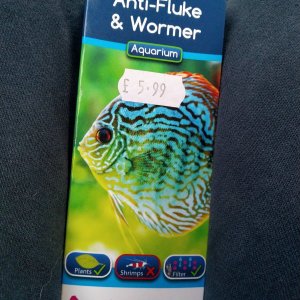 Anti-Fluke
& Wormer
Aquarium
£ 5.99
Plants
Shrimps
Filter